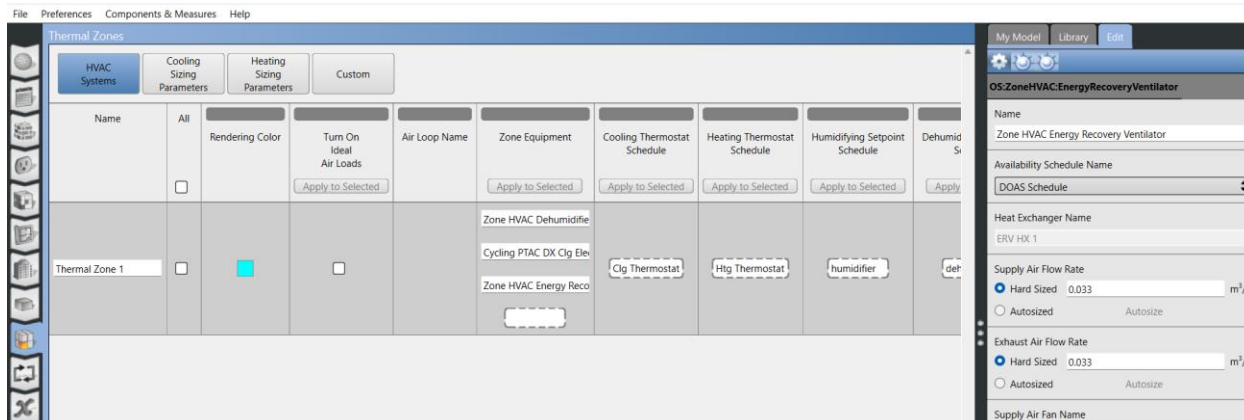 File Preferences Components & Measures Help
Thermal Zones
My Model Library Edit
HVAC
Systems
Cooling
Sizing
Parameters
Heating
Sizing
Parameters
Custom
OS:ZoneHVAC:EnergyRecoveryVentilator
Name
All
Rendering Color
Turn On
Ideal
Air Loads
Air Loop Name
Zone Equipment
Cooling Thermostat
Schedule
Heating Thermostat
Schedule
Humidifying Setpoint
Schedule
Dehumid
Apply to Selected
Apply to Selected
Apply to Selected
Apply to Selected
Apply to Selected
Apply
Thermal Zone 1
Zone HVAC Dehumidifie
Cycling PTAC DX Clg Ele
Zone HVAC Energy Reco
Clg Thermostat
Htg Thermostat
humidifier
deh
Name
Zone HVAC Energy Recovery Ventilator
Availability Schedule Name
DOAS Schedule
Heat Exchanger Name
ERV HX 1
Supply Air Flow Rate
Hard Sized 0.033 m³/
Autosized Autosize
Exhaust Air Flow Rate
Hard Sized 0.033 m³/
Autosized Autosize
Supply Air Fan Name